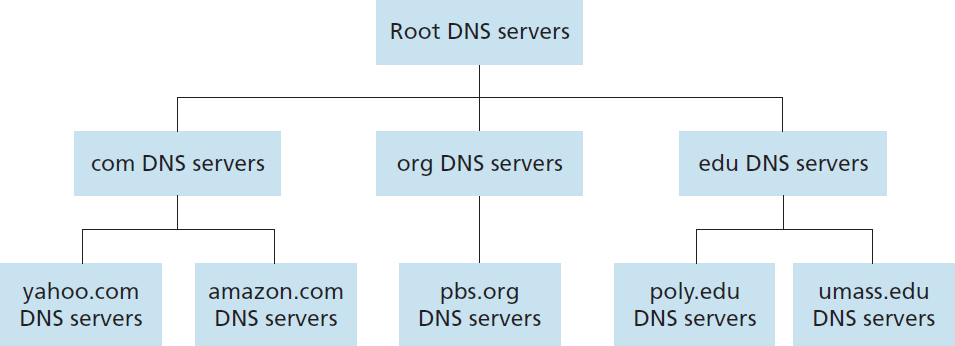 Root DNS servers
com DNS servers
org DNS servers
edu DNS servers
yahoo.com
DNS servers
amazon.com
DNS servers
pbs.org
DNS servers
poly.edu
DNS servers
umass.edu
DNS servers